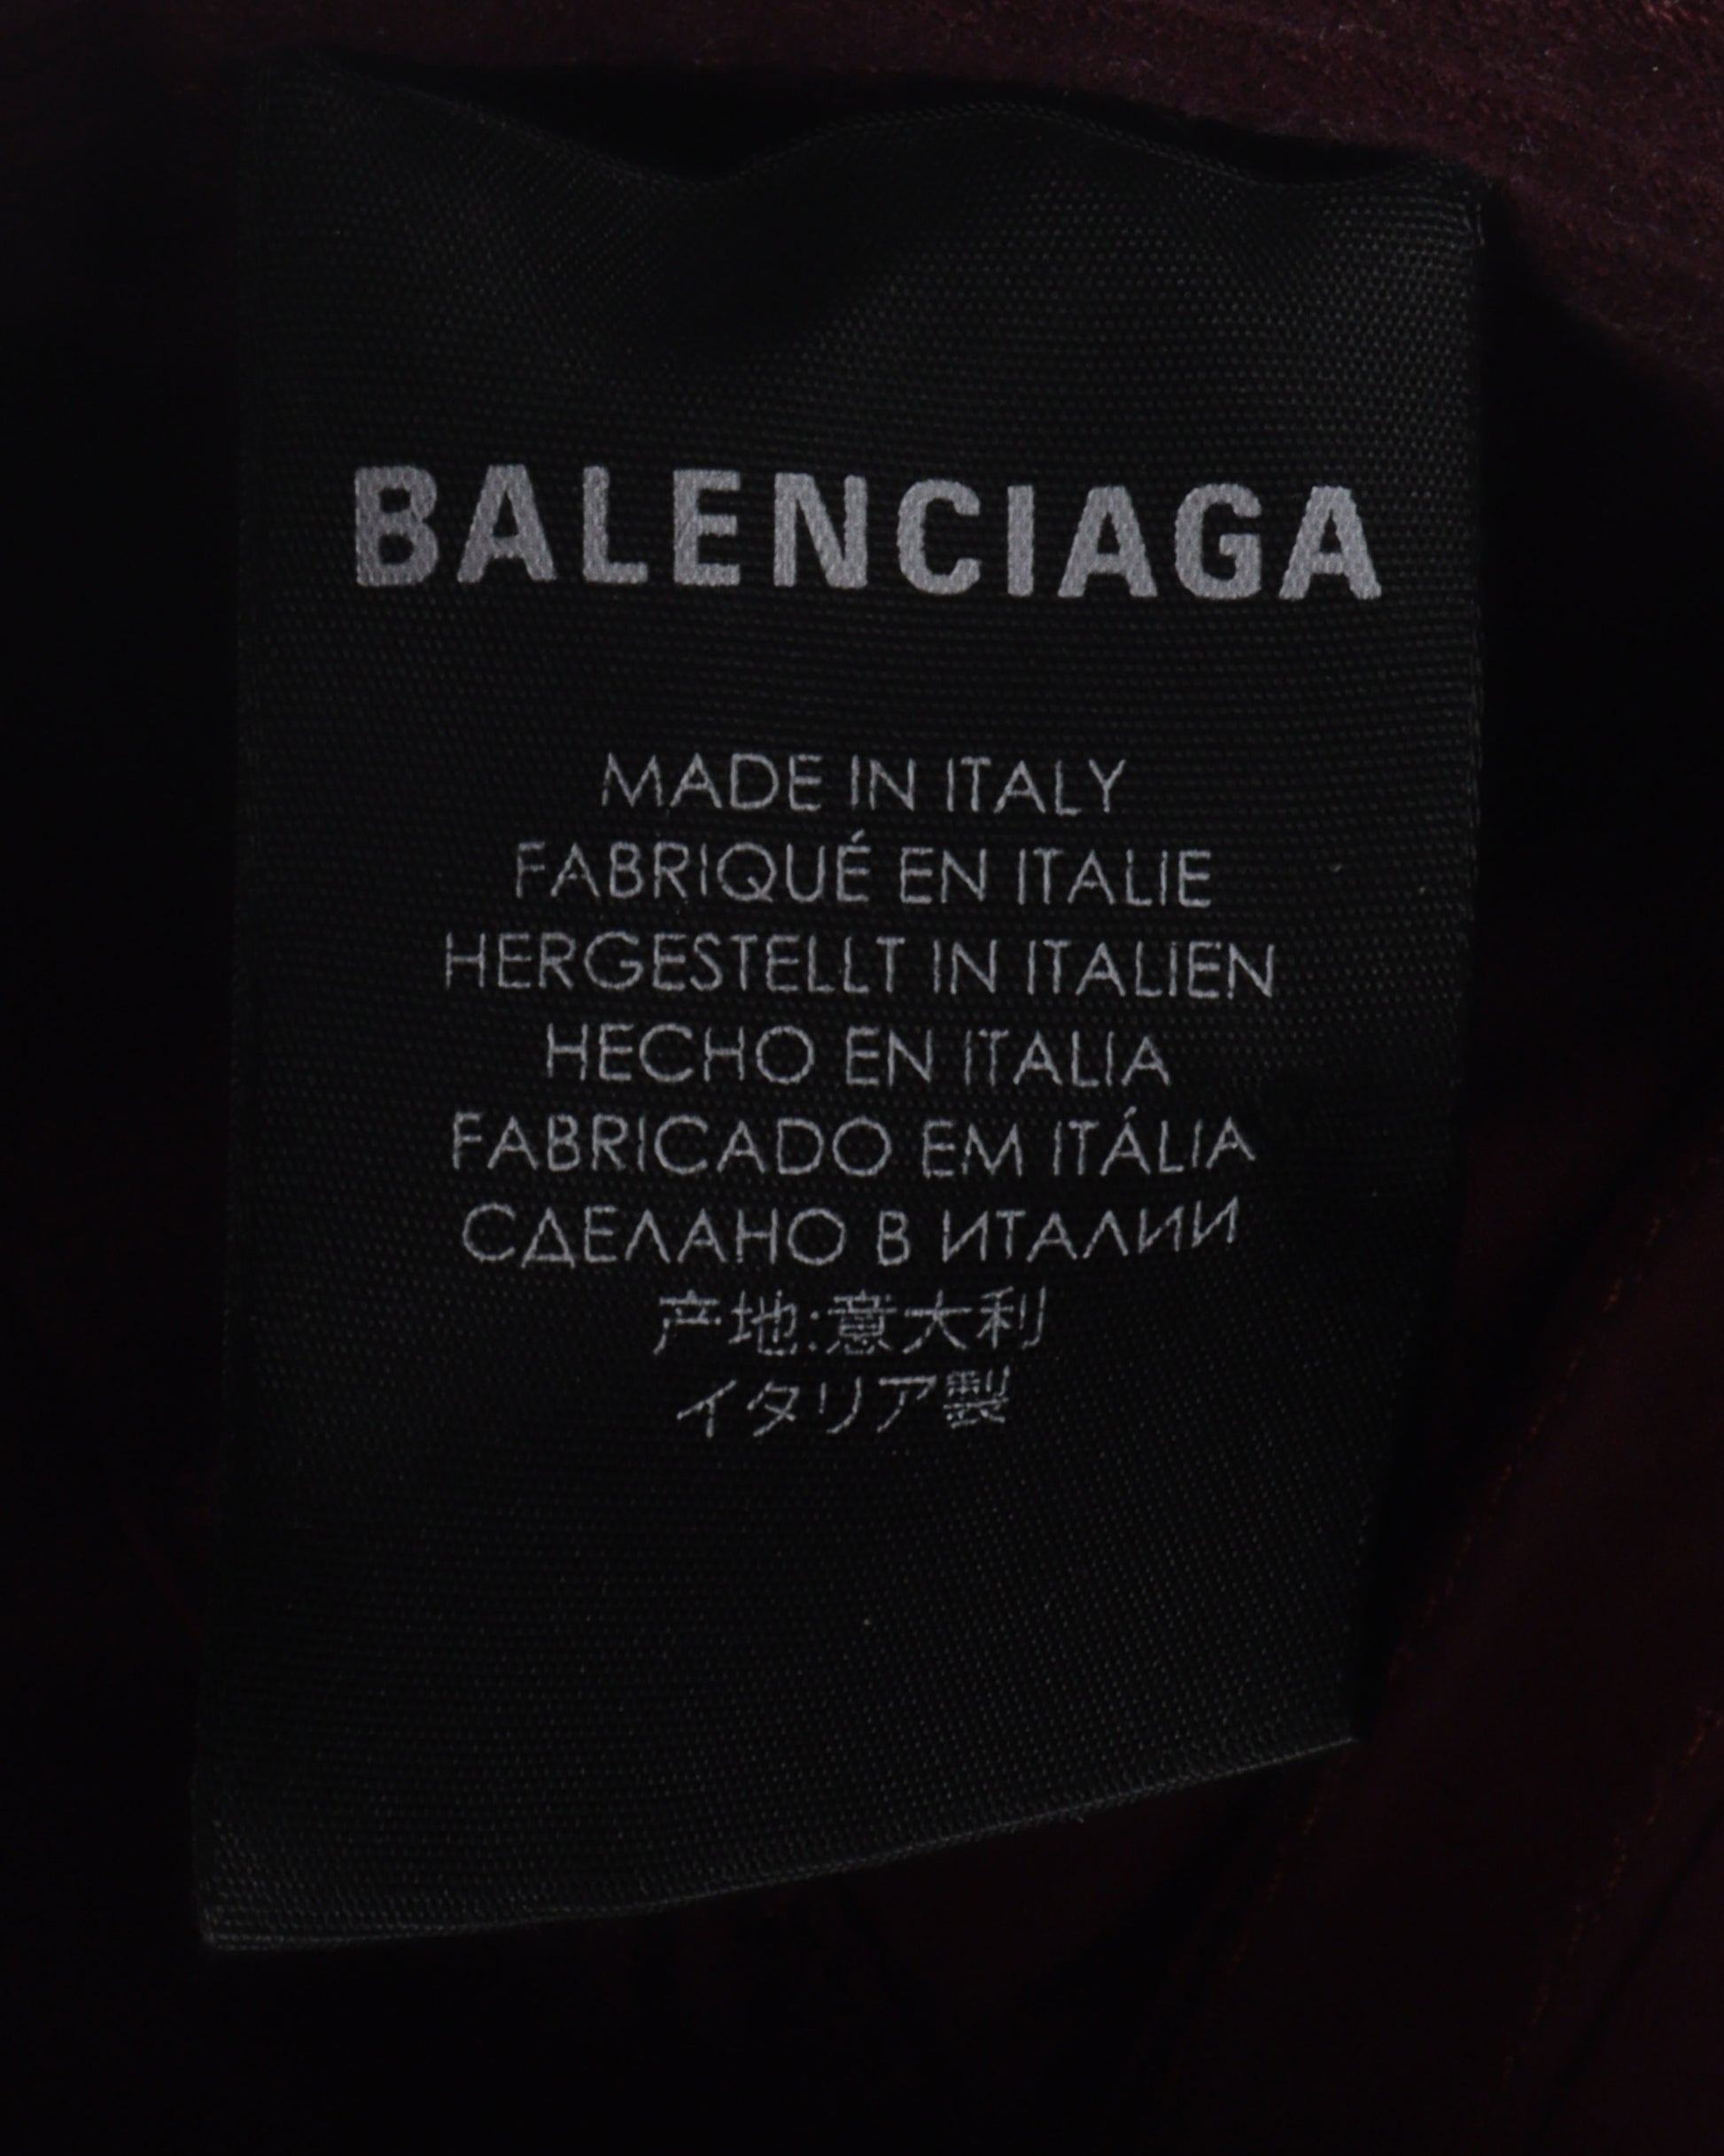 BALENCIAGA
MADE IN ITALY
FABRIQUÉ EN ITALIE
HERGESTELLT IN ITALIEN
HECHO EN ITALIA
FABRICADO EM ITÁLIA
СДЕЛАНО В ИТАЛИИ
产地:意大利
イタリア製